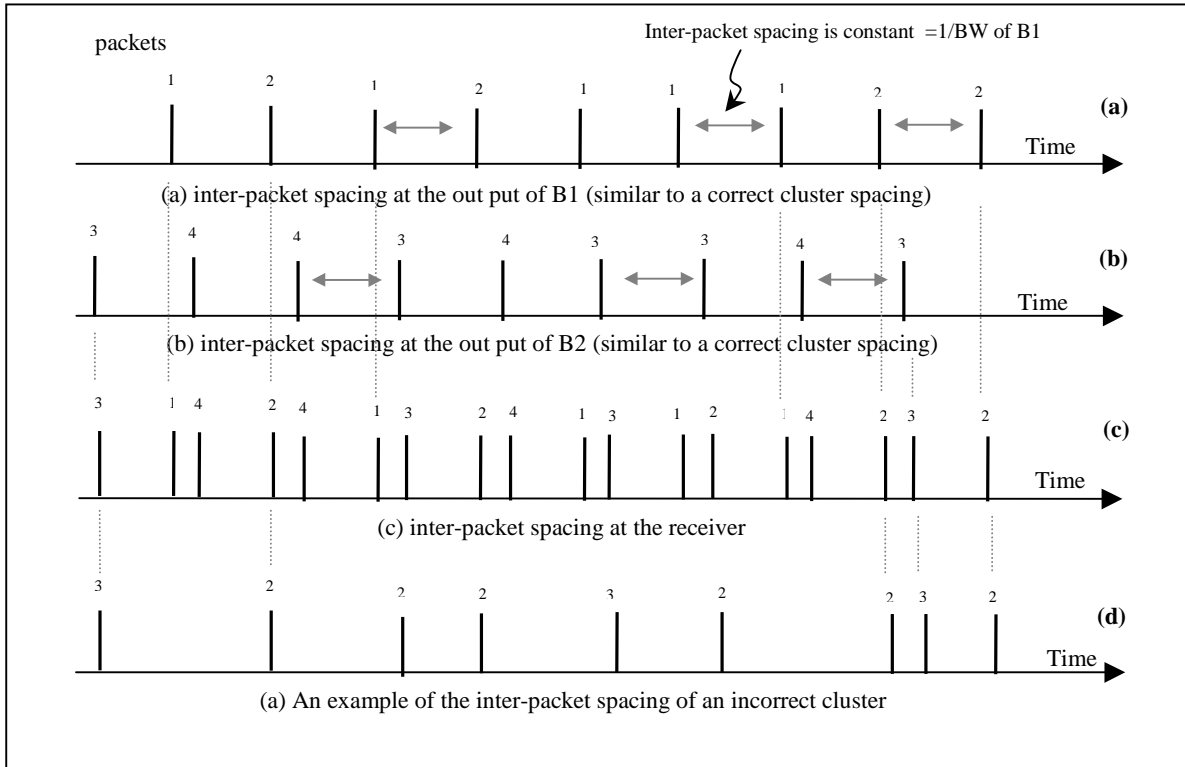 Inter-packet spacing is constant =1/BW of B1
packets
1 2 1 2 1 1 1 2 2
(a)
Time
(a) inter-packet spacing at the out put of B1 (similar to a correct cluster spacing)
3 4 4 3 4 3 3 4 3
(b)
Time
(b) inter-packet spacing at the out put of B2 (similar to a correct cluster spacing)
3 1 4 2 4 1 3 2 4 1 3 1 2 1 4 2 3 2
(c)
Time
(c) inter-packet spacing at the receiver
3 2 2 2 3 2 2 3 2
(d)
Time
(a) An example of the inter-packet spacing of an incorrect cluster